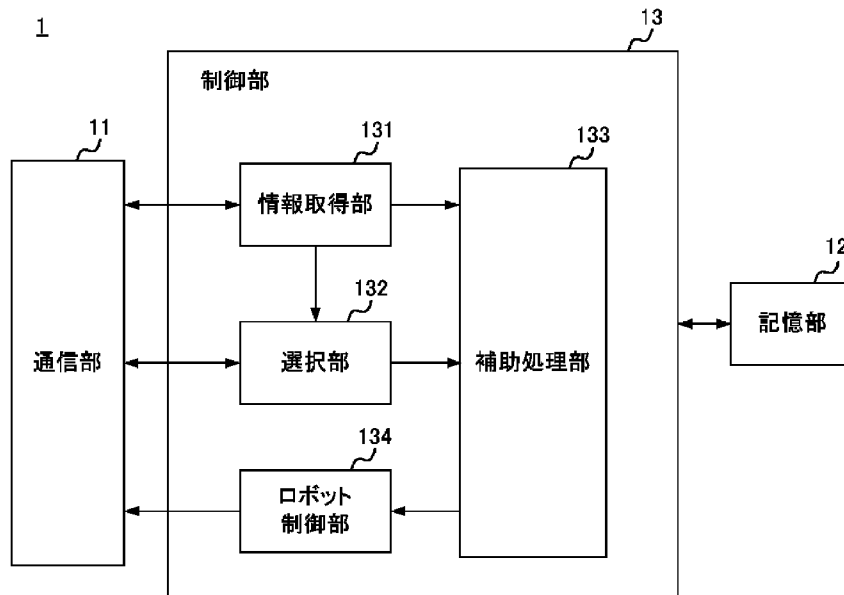 1
13
制御部
11
131
133
情報取得部
12
132
記憶部
通信部
選択部
補助処理部
134
ロボット
制御部